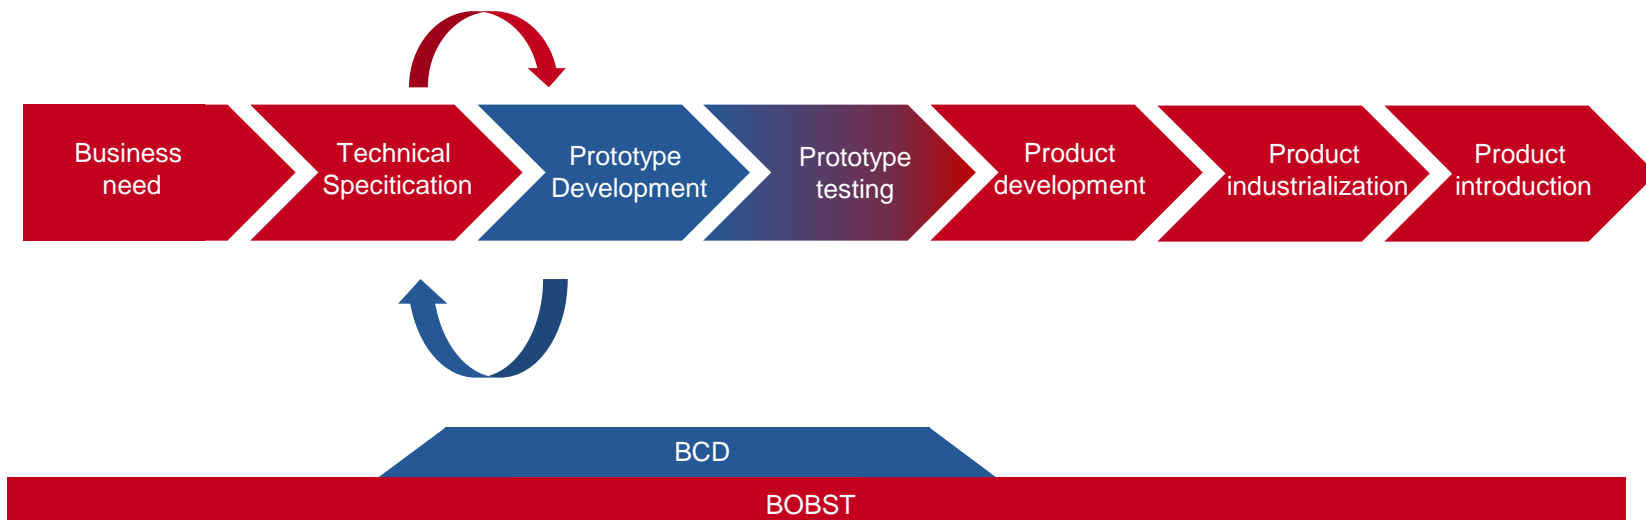 Business
need
Technical
Specitication
Prototype
Development
Prototype
testing
Product
development
Product
industrialization
Product
introduction
BCD
BOBST